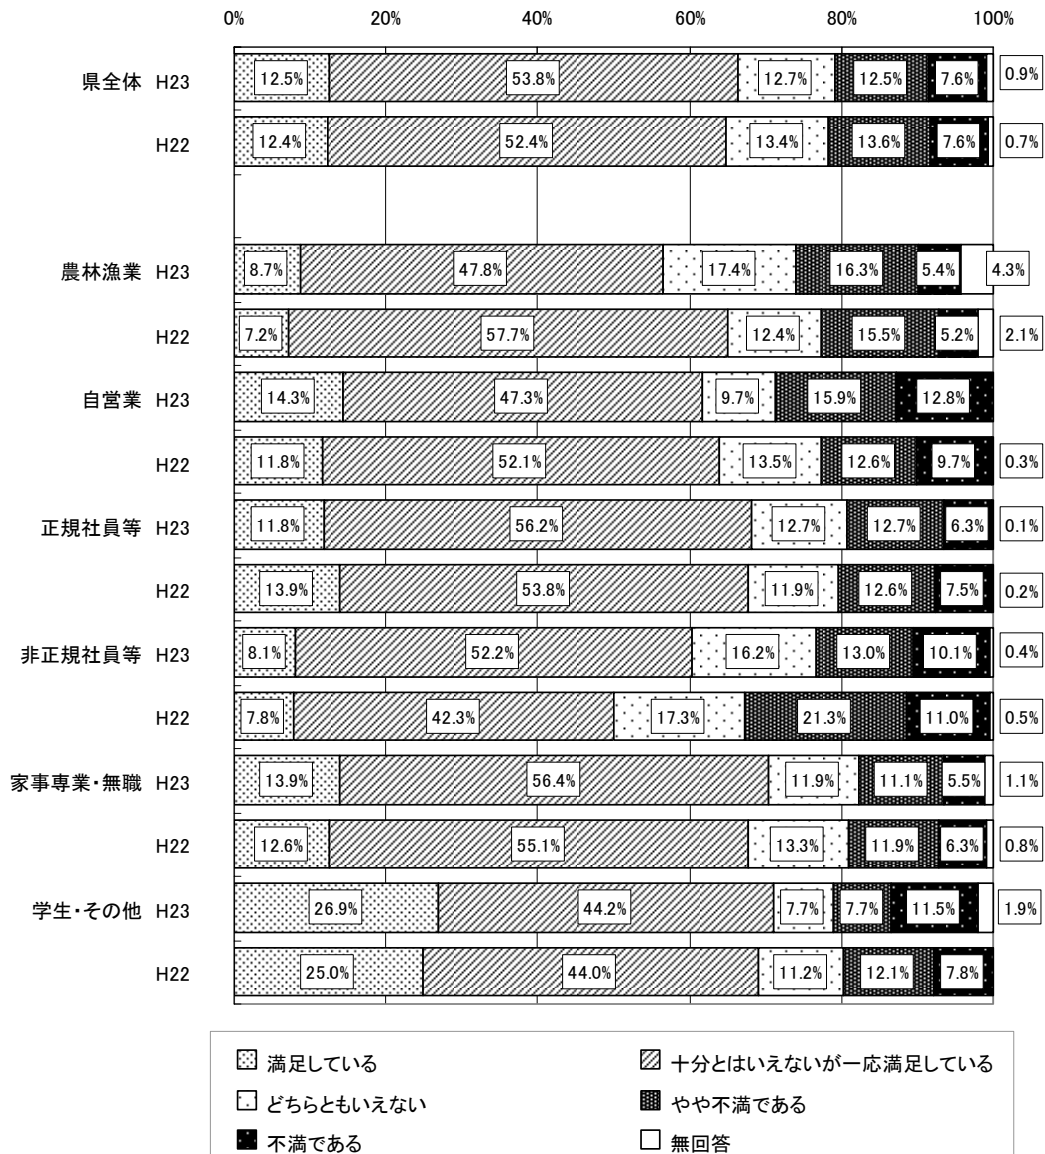 0% 20% 40% 60% 80% 100%
県全体 H23 12.5% 53.8% 12.7% 12.5% 7.6% 0.9%
H22 12.4% 52.4% 13.4% 13.6% 7.6% 0.7%
農林漁業 H23 8.7% 47.8% 17.4% 16.3% 5.4% 4.3%
H22 7.2% 57.7% 12.4% 15.5% 5.2% 2.1%
自営業 H23 14.3% 47.3% 9.7% 15.9% 12.8%
H22 11.8% 52.1% 13.5% 12.6% 9.7% 0.3%
正規社員等 H23 11.8% 56.2% 12.7% 12.7% 6.3% 0.1%
H22 13.9% 53.8% 11.9% 12.6% 7.5% 0.2%
非正規社員等 H23 8.1% 52.2% 16.2% 13.0% 10.1% 0.4%
H22 7.8% 42.3% 17.3% 21.3% 11.0% 0.5%
家事専業・無職 H23 13.9% 56.4% 11.9% 11.1% 5.5% 1.1%
H22 12.6% 55.1% 13.3% 11.9% 6.3% 0.8%
学生・その他 H23 26.9% 44.2% 7.7% 7.7% 11.5% 1.9%
H22 25.0% 44.0% 11.2% 12.1% 7.8%
満足している 十分とはいえないが一応満足している
どちらともいえない やや不満である
不満である 無回答